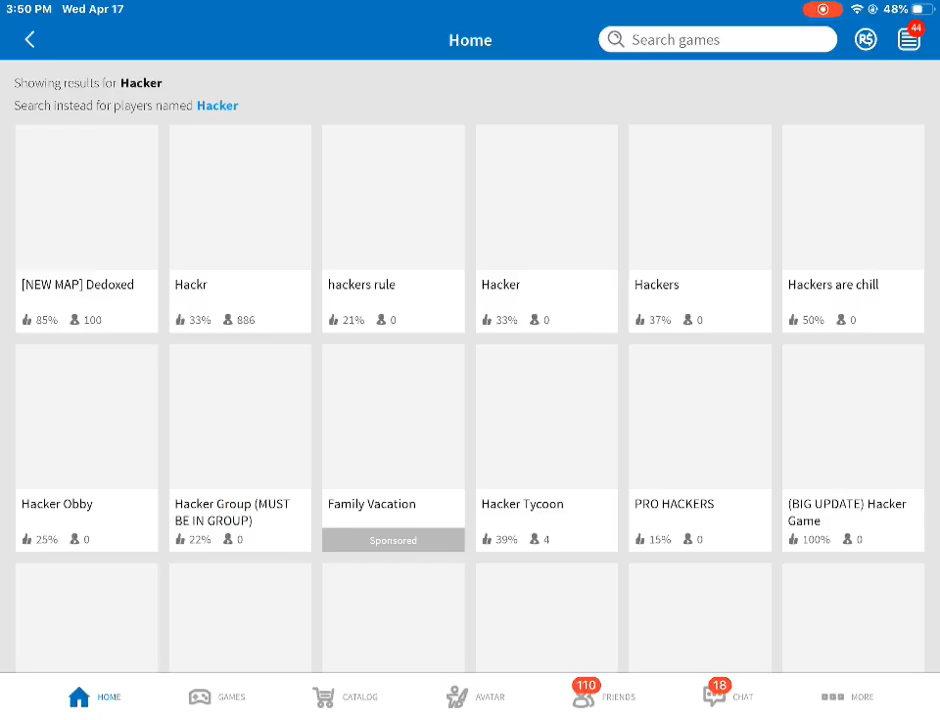 3:50 PM Wed Apr 17 48%
Home Search games R$ 44
Showing results for Hacker
Search instead for players named Hacker
[NEW MAP] Dedoxed
85% 100
Hackr
33% 886
hackers rule
21% 0
Hacker
33% 0
Hackers
37% 0
Hackers are chill
50% 0
Hacker Obby
25% 0
Hacker Group (MUST
BE IN GROUP)
22% 0
Family Vacation
Sponsored
Hacker Tycoon
39% 4
PRO HACKERS
15% 0
(BIG UPDATE) Hacker
Game
100% 0
HOME GAMES CATALOG AVATAR 110 FRIENDS 18 CHAT MORE